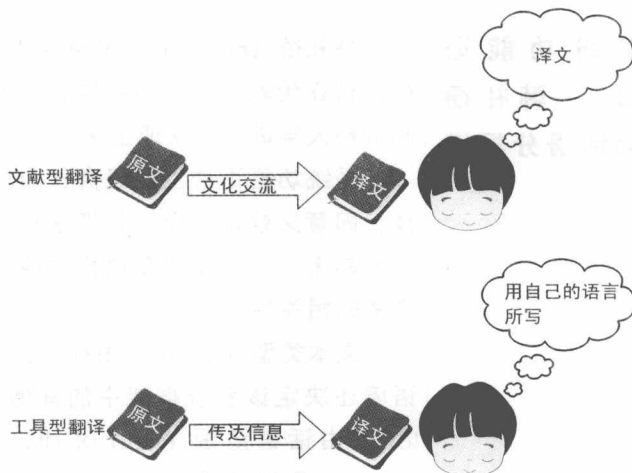 译文
文献型翻译
原文
文化交流
译文
用自己的语言
所写
工具型翻译
原文
传达信息
译文